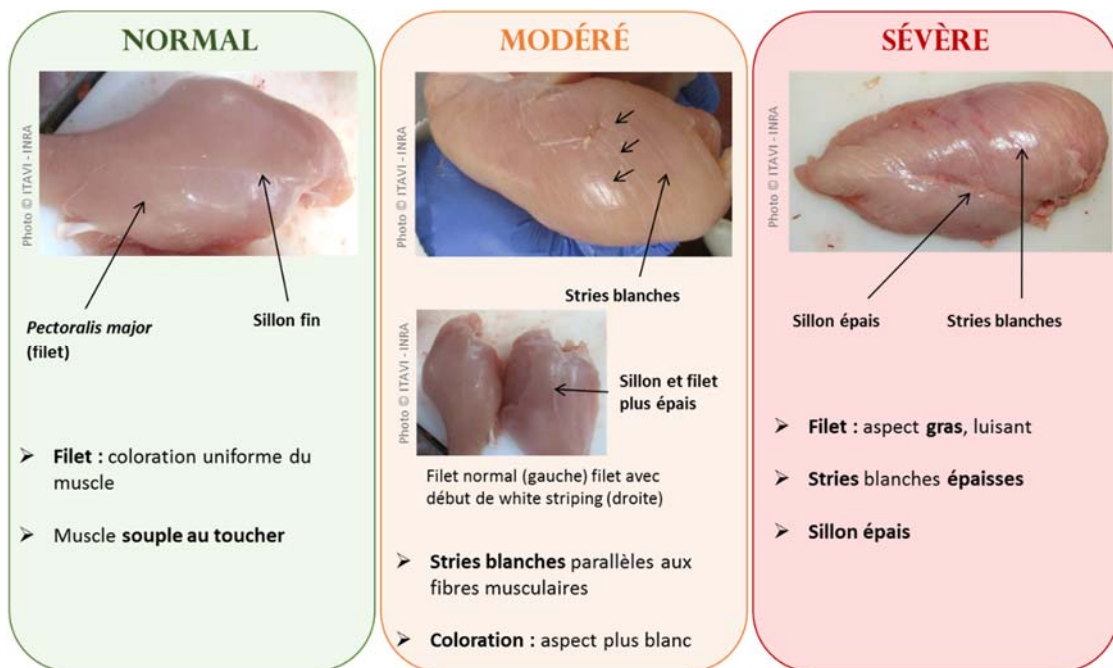 NORMAL
Photo © ITAVI - INRA
Pectoralis major
(filet)
Sillon fin
➢ Filet : coloration uniforme du
muscle
➢ Muscle souple au toucher
MODÉRÉ
Photo © ITAVI - INRA
Stries blanches
Photo © ITAVI - INRA
Sillon et filet
plus épais
Filet normal (gauche) filet avec
début de white striping (droite)
➢ Stries blanches parallèles aux
fibres musculaires
➢ Coloration : aspect plus blanc
SÉVÈRE
Photo © ITAVI - INRA
Sillon épais
Stries blanches
➢ Filet : aspect gras, luisant
➢ Stries blanches épaisses
➢ Sillon épais